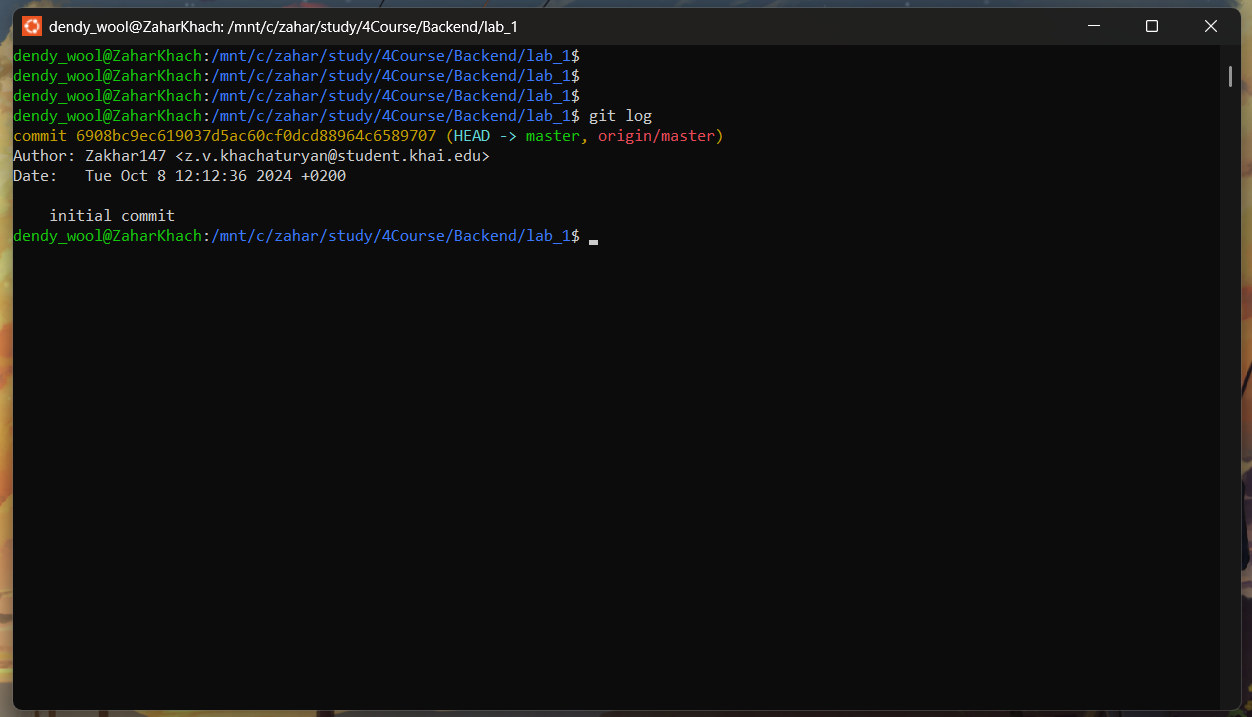 dendy_wool@ZaharKhach: /mnt/c/zahar/study/4Course/Backend/lab_1
dendy_wool@ZaharKhach:/mnt/c/zahar/study/4Course/Backend/lab_1$
dendy_wool@ZaharKhach:/mnt/c/zahar/study/4Course/Backend/lab_1$
dendy_wool@ZaharKhach:/mnt/c/zahar/study/4Course/Backend/lab_1$
dendy_wool@ZaharKhach:/mnt/c/zahar/study/4Course/Backend/lab_1$ git log
commit 6908bc9ec619037d5ac60cf0dcd88964c6589707 (HEAD -> master, origin/master)
Author: Zakhar147 <z.v.khachaturyan@student.khai.edu>
Date:   Tue Oct 8 12:12:36 2024 +0200
    initial commit
dendy_wool@ZaharKhach:/mnt/c/zahar/study/4Course/Backend/lab_1$